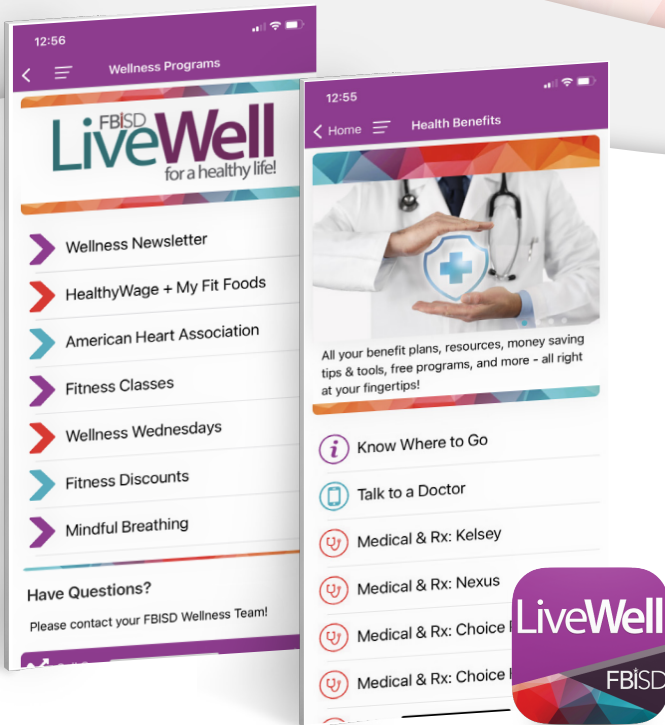 12:56
Wellness Programs
FBISD
LiveWell
for a healthy life!
Wellness Newsletter
HealthyWage + My Fit Foods
American Heart Association
Fitness Classes
Wellness Wednesdays
Fitness Discounts
Mindful Breathing
Have Questions?
Please contact your FBISD Wellness Team!
12:55
Home
Health Benefits
All your benefit plans, resources, money saving
tips & tools, free programs, and more - all right
at your fingertips!
Know Where to Go
Talk to a Doctor
Medical & Rx: Kelsey
Medical & Rx: Nexus
Medical & Rx: Choice
Medical & Rx: Choice
LiveWell
FBISD